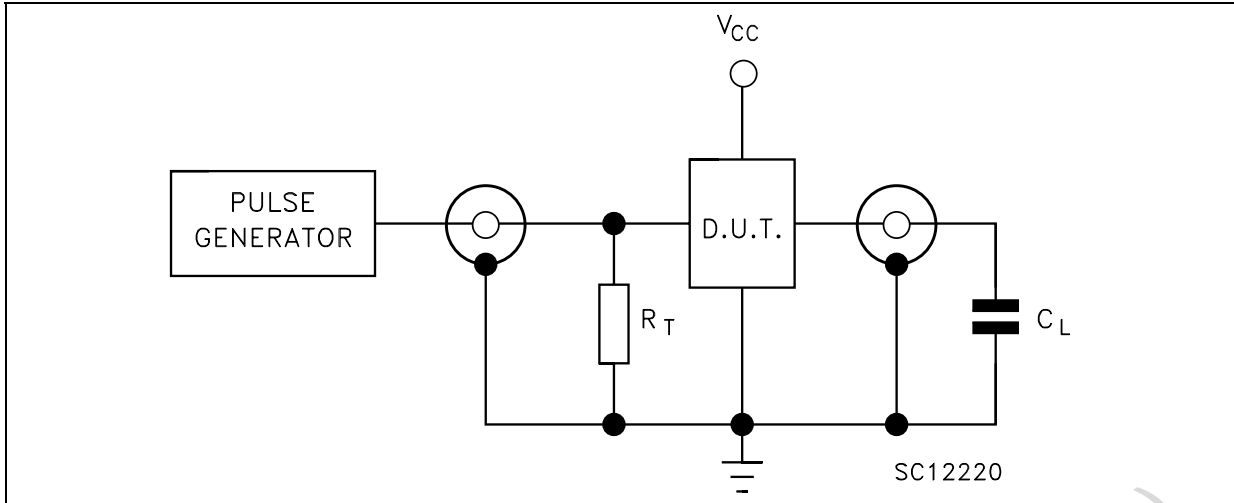 VCC
PULSE
GENERATOR
D.U.T.
RT
CL
SC12220